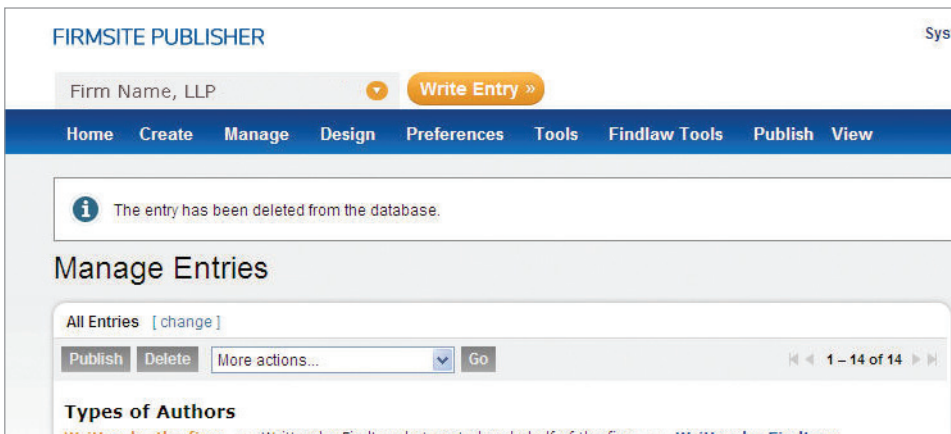 FIRMSITE PUBLISHER
Sys
Firm Name, LLP
Write Entry »
Home Create Manage Design Preferences Tools Findlaw Tools Publish View
The entry has been deleted from the database.
Manage Entries
All Entries [ change ]
Publish Delete More actions... Go 1 – 14 of 14
Types of Authors